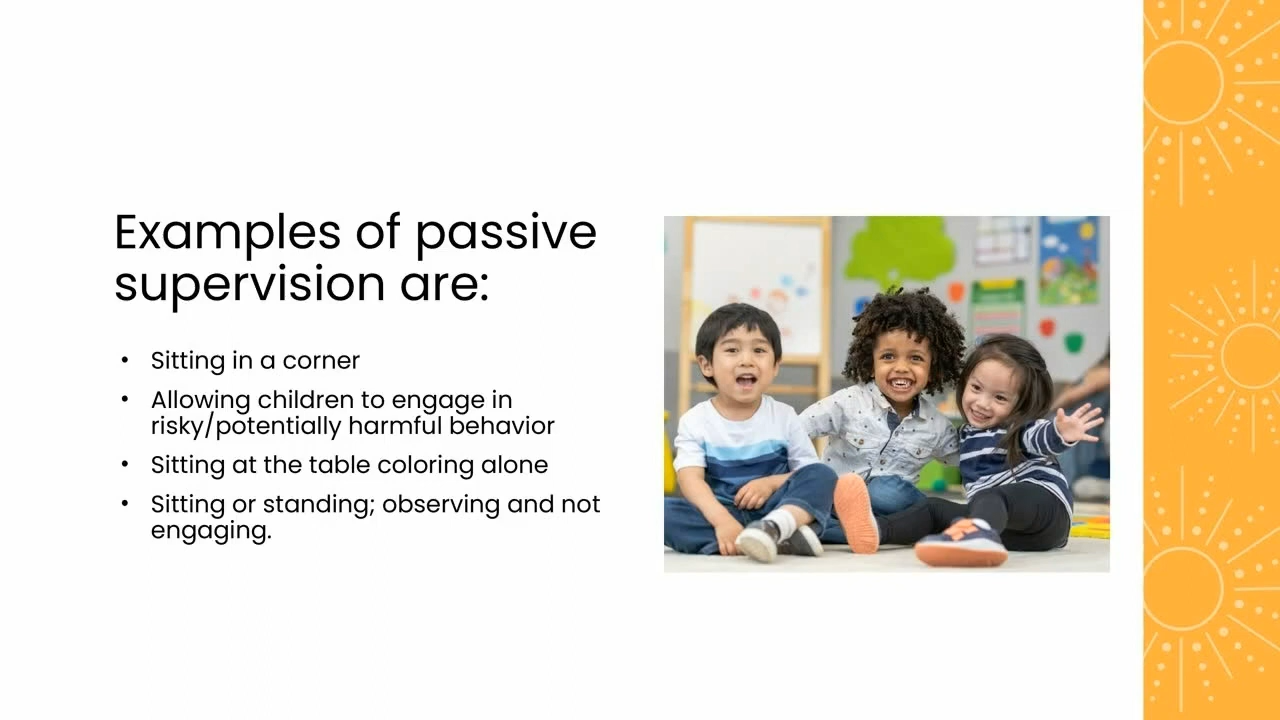 Examples of passive
supervision are:
• Sitting in a corner
• Allowing children to engage in
risky/potentially harmful behavior
• Sitting at the table coloring alone
• Sitting or standing; observing and not
engaging.